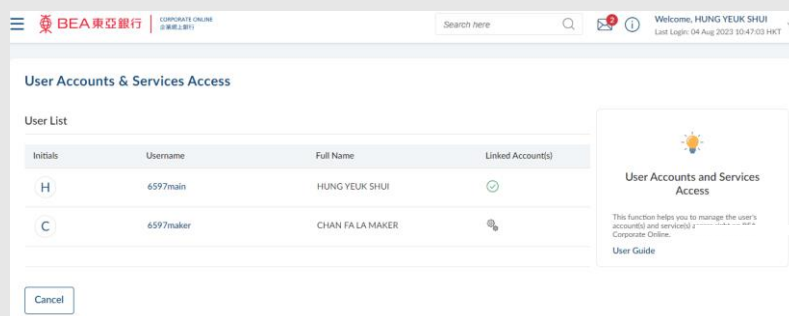 BEA東亞銀行 CORPORATE ONLINE
企業網上銀行
Search here
2
Welcome, HUNG YEUK SHUI
Last Login: 04 Aug 2023 10:47:03 HKT
User Accounts & Services Access
User List
Initials Username Full Name Linked Account(s)
H 6597main HUNG YEUK SHUI
C 6597maker CHAN FA LA MAKER
Cancel
User Accounts and Services
Access
This function helps you to manage the user's
account(s) and service(s)
Corporate Online.
User Guide